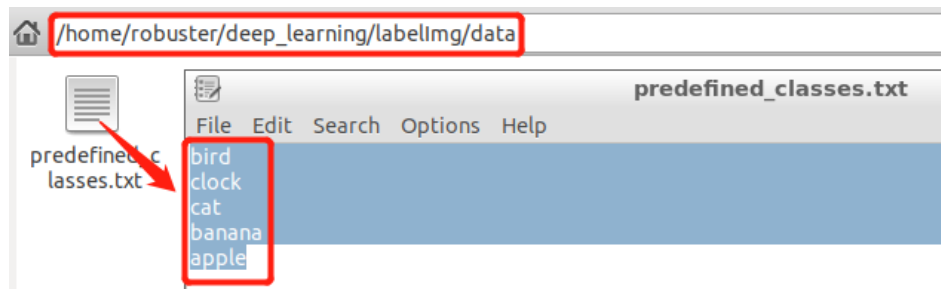 /home/robuster/deep_learning/labelImg/data
predefined_classes.txt
File Edit Search Options Help
predefined_c
lasses.txt
bird
clock
cat
banana
apple